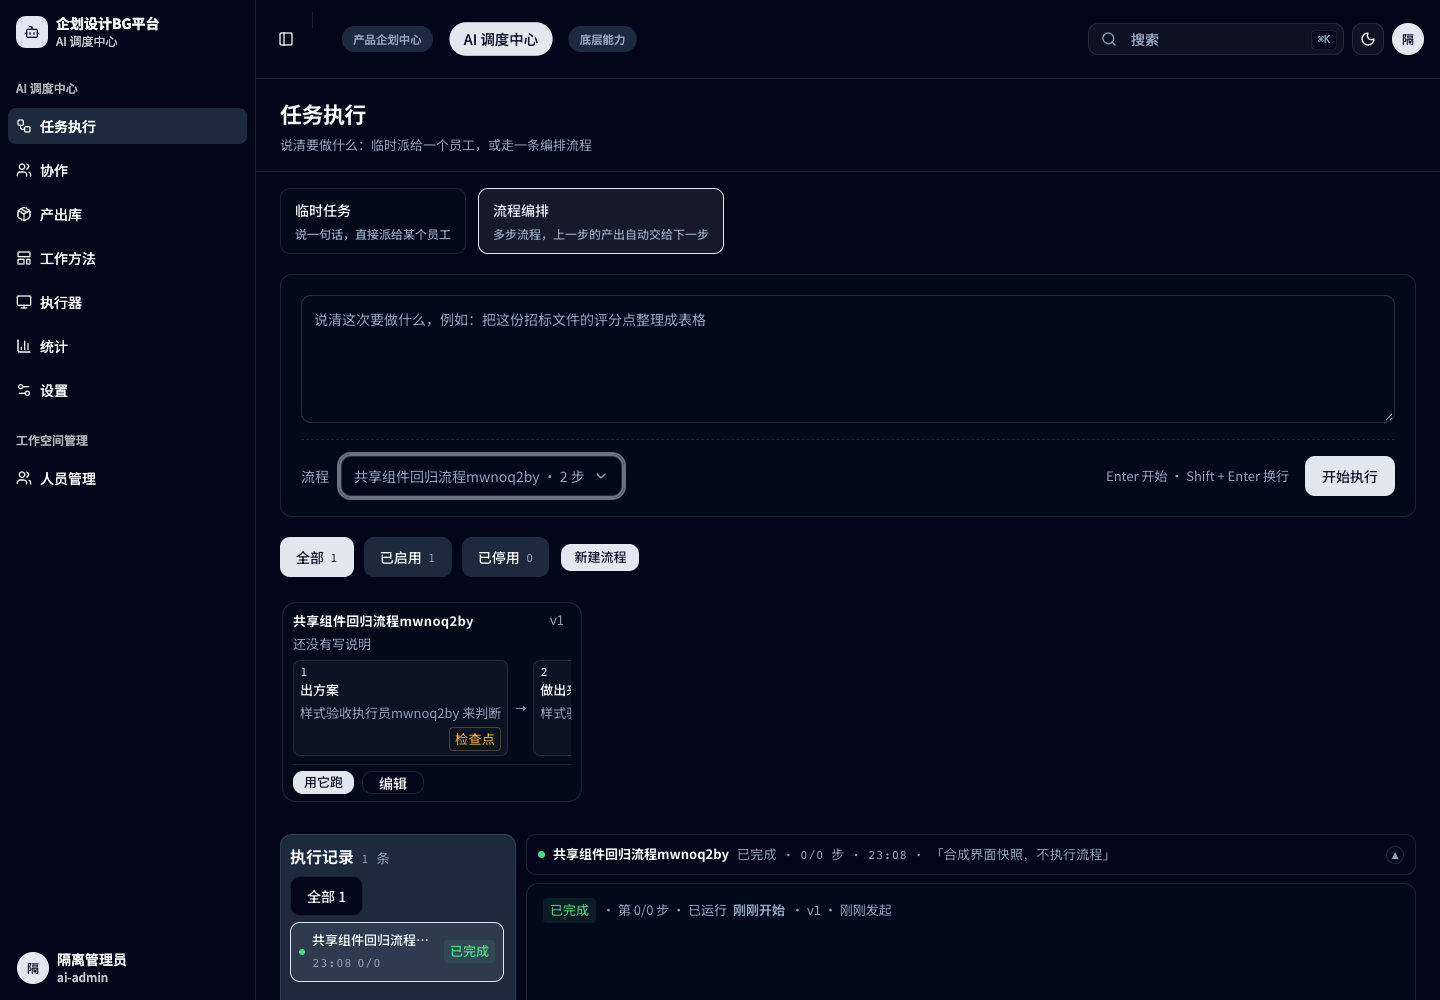 企划设计BG平台
AI 调度中心
AI 调度中心
任务执行
协作
产出库
工作方法
执行器
统计
设置
工作空间管理
人员管理
隔
隔离管理员
ai-admin
产品企划中心
AI 调度中心
底层能力
搜索
⌘K
隔
任务执行
说清要做什么：临时派给一个员工，或走一条编排流程
临时任务
说一句话，直接派给某个员工
流程编排
多步流程，上一步的产出自动交给下一步
说清这次要做什么，例如：把这份招标文件的评分点整理成表格
流程
共享组件回归流程mwnoq2by · 2 步
Enter 开始 · Shift + Enter 换行
开始执行
全部 1
已启用 1
已停用 0
新建流程
共享组件回归流程mwnoq2by
v1
还没有写说明
1
出方案
样式验收执行员mwnoq2by 来判断
检查点
→
2
做出来
样式
用它跑
编辑
执行记录 1 条
全部 1
共享组件回归流程…
23:08 0/0
已完成
共享组件回归流程mwnoq2by 已完成 · 0/0 步 · 23:08 · 「合成界面快照，不执行流程」
已完成 · 第 0/0 步 · 已运行 刚刚开始 · v1 · 刚刚发起